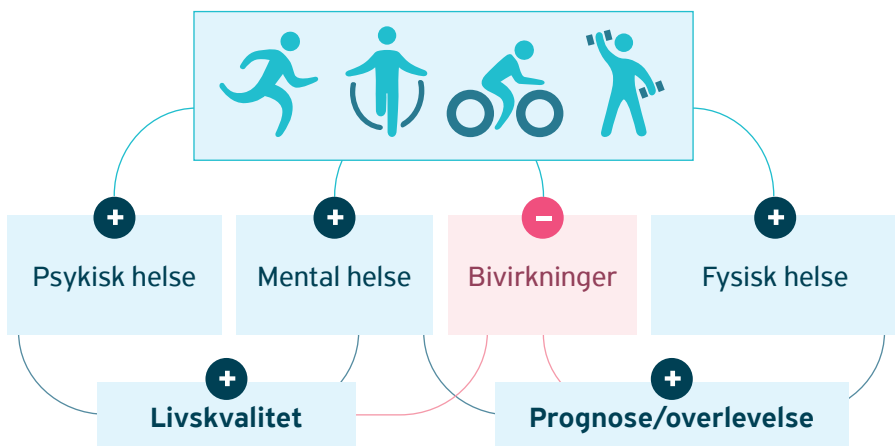 Psykisk helse
Mental helse
Bivirkninger
Fysisk helse
Livskvalitet
Prognose/overlevelse